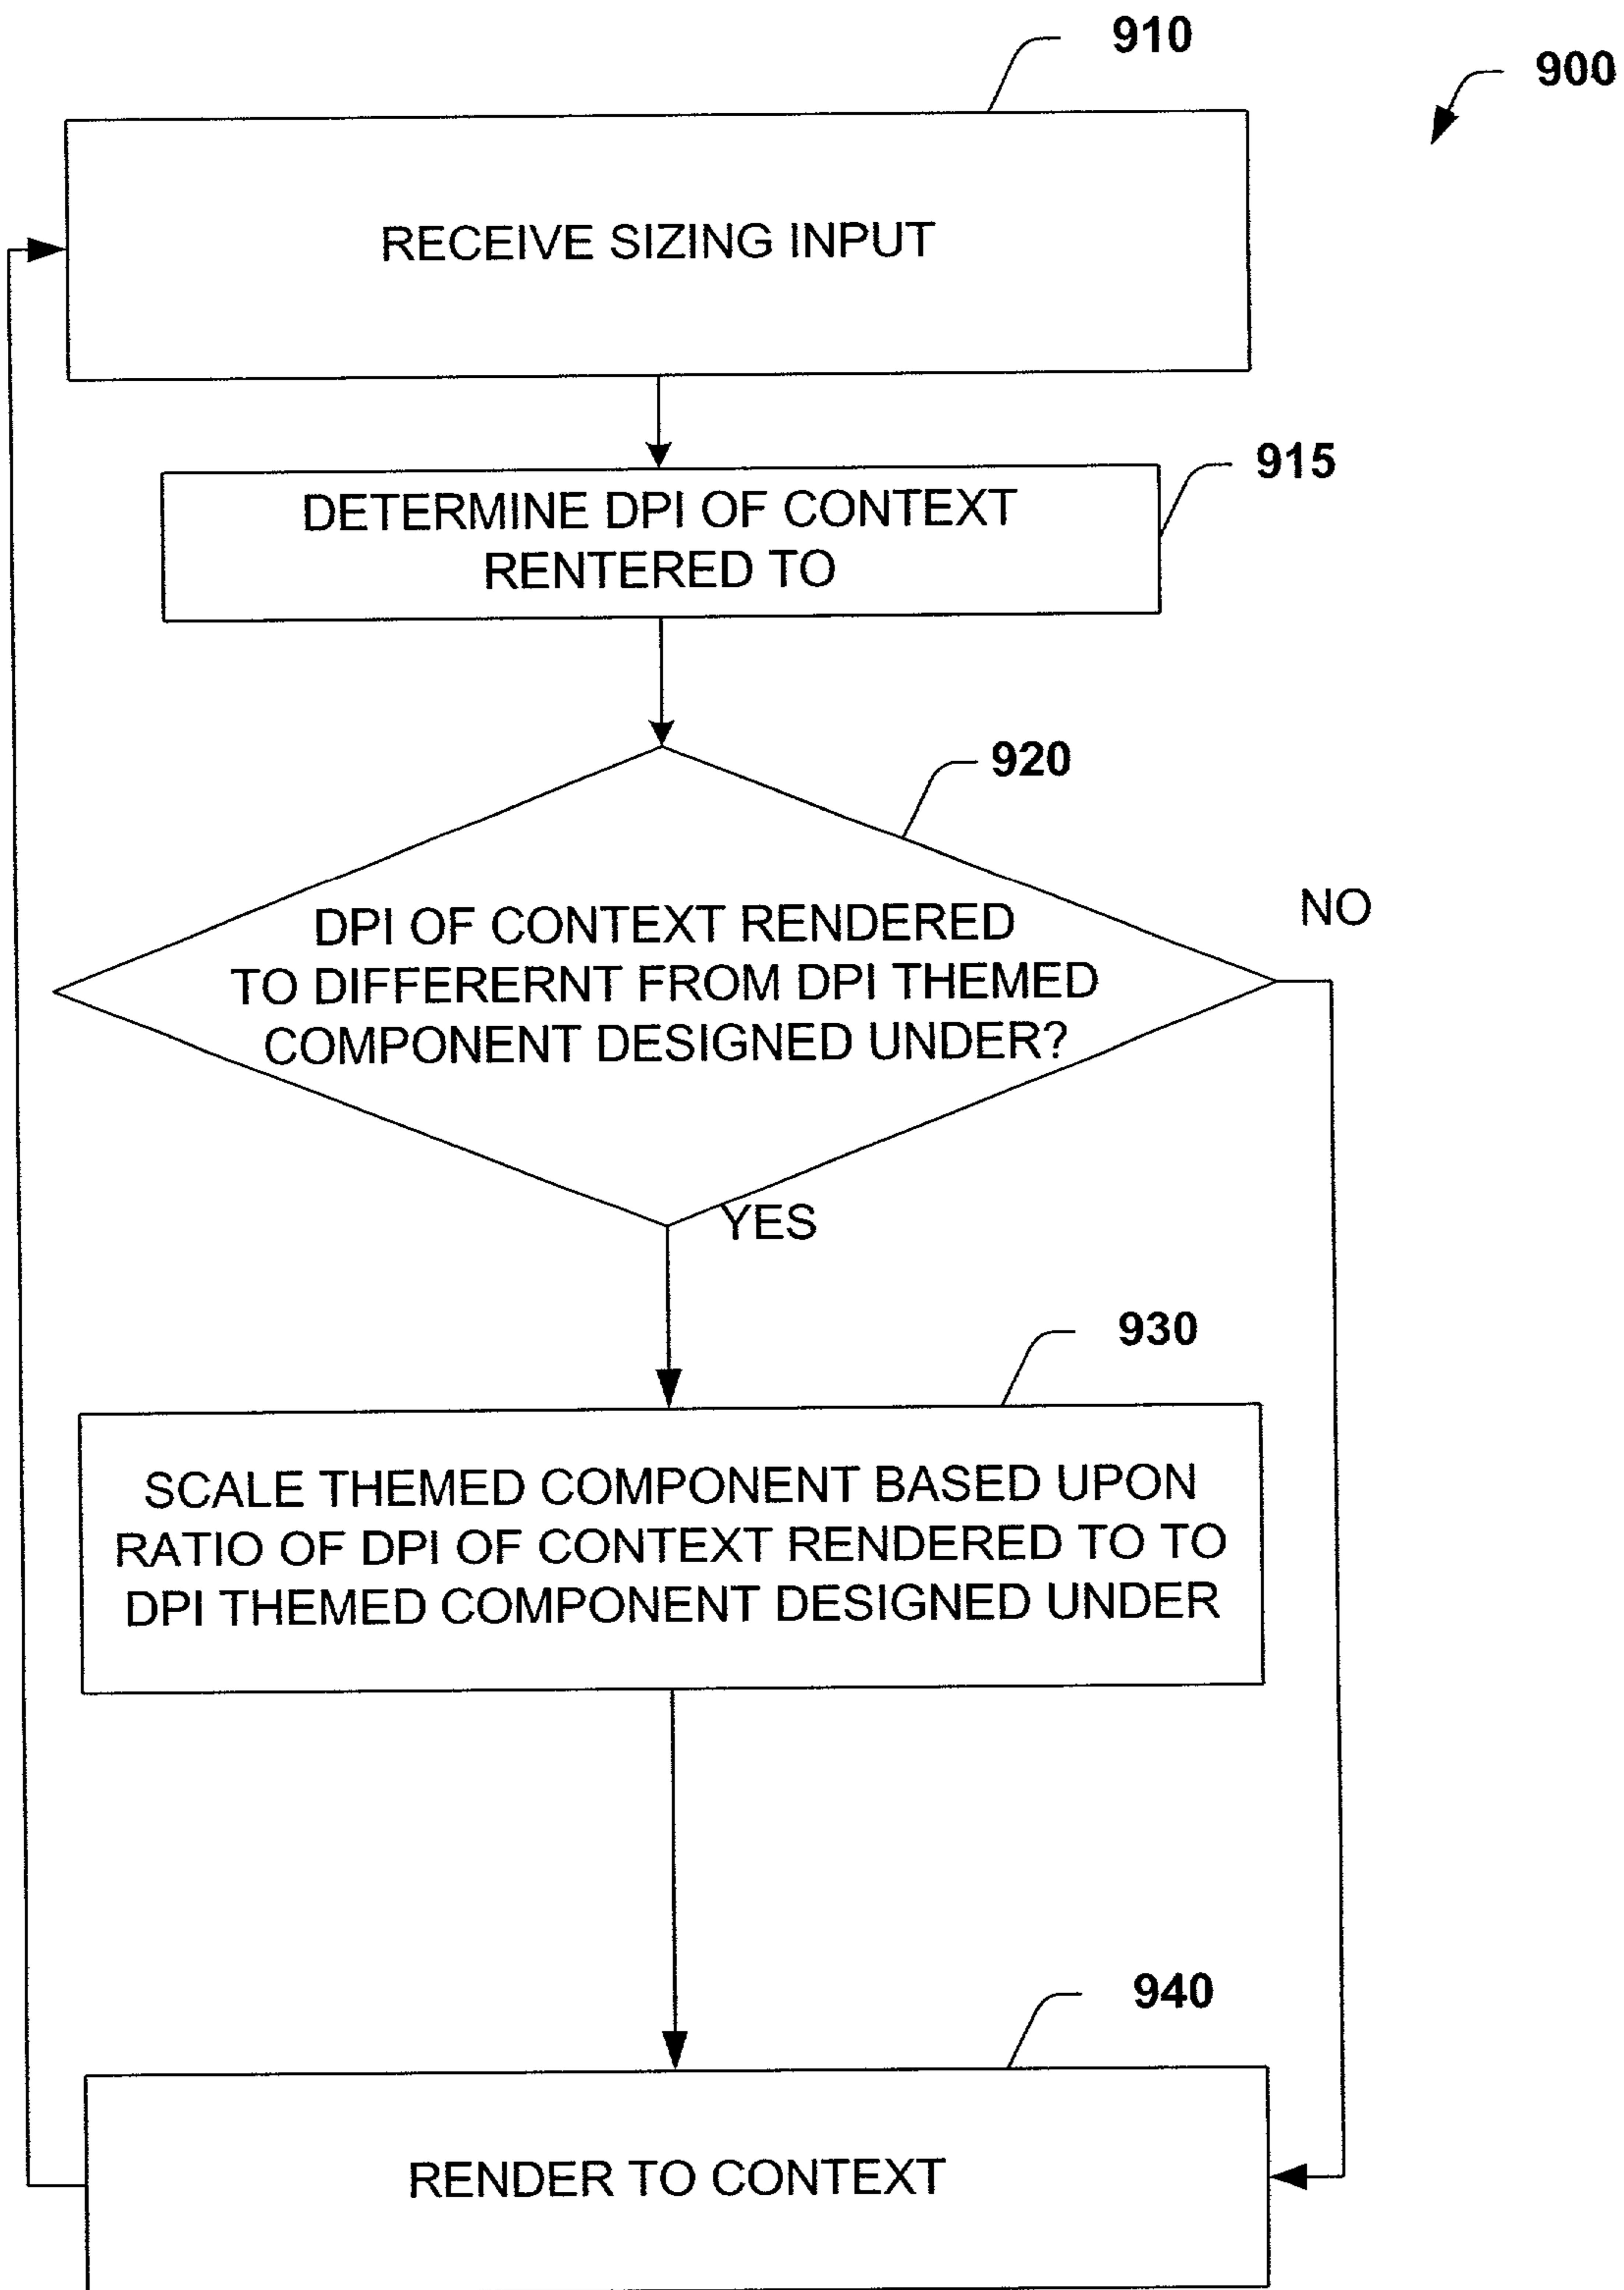 910
900
RECEIVE SIZING INPUT
915
DETERMINE DPI OF CONTEXT
RENTERED TO
920
NO
DPI OF CONTEXT RENDERED
TO DIFFERERNT FROM DPI THEMED
COMPONENT DESIGNED UNDER?
YES
930
SCALE THEMED COMPONENT BASED UPON
RATIO OF DPI OF CONTEXT RENDERED TO TO
DPI THEMED COMPONENT DESIGNED UNDER
940
RENDER TO CONTEXT